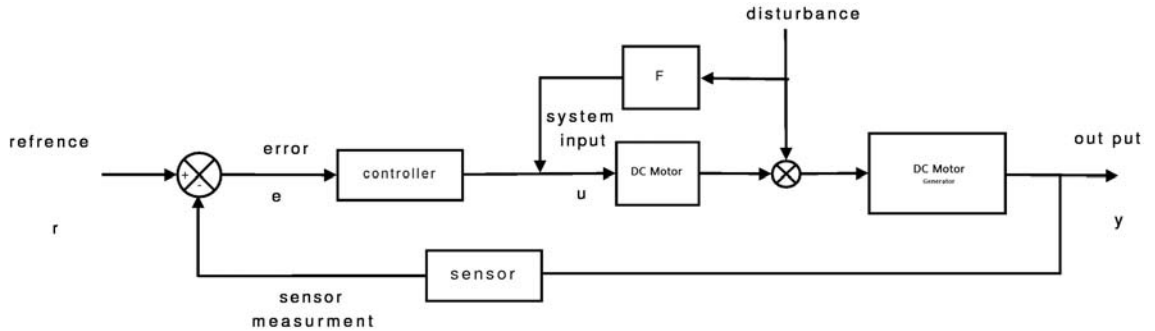 disturbance
F
system
input
refrence
error
controller
DC Motor
DC Motor
Generator
out put
+
-
e
u
r
y
sensor
sensor
measurment